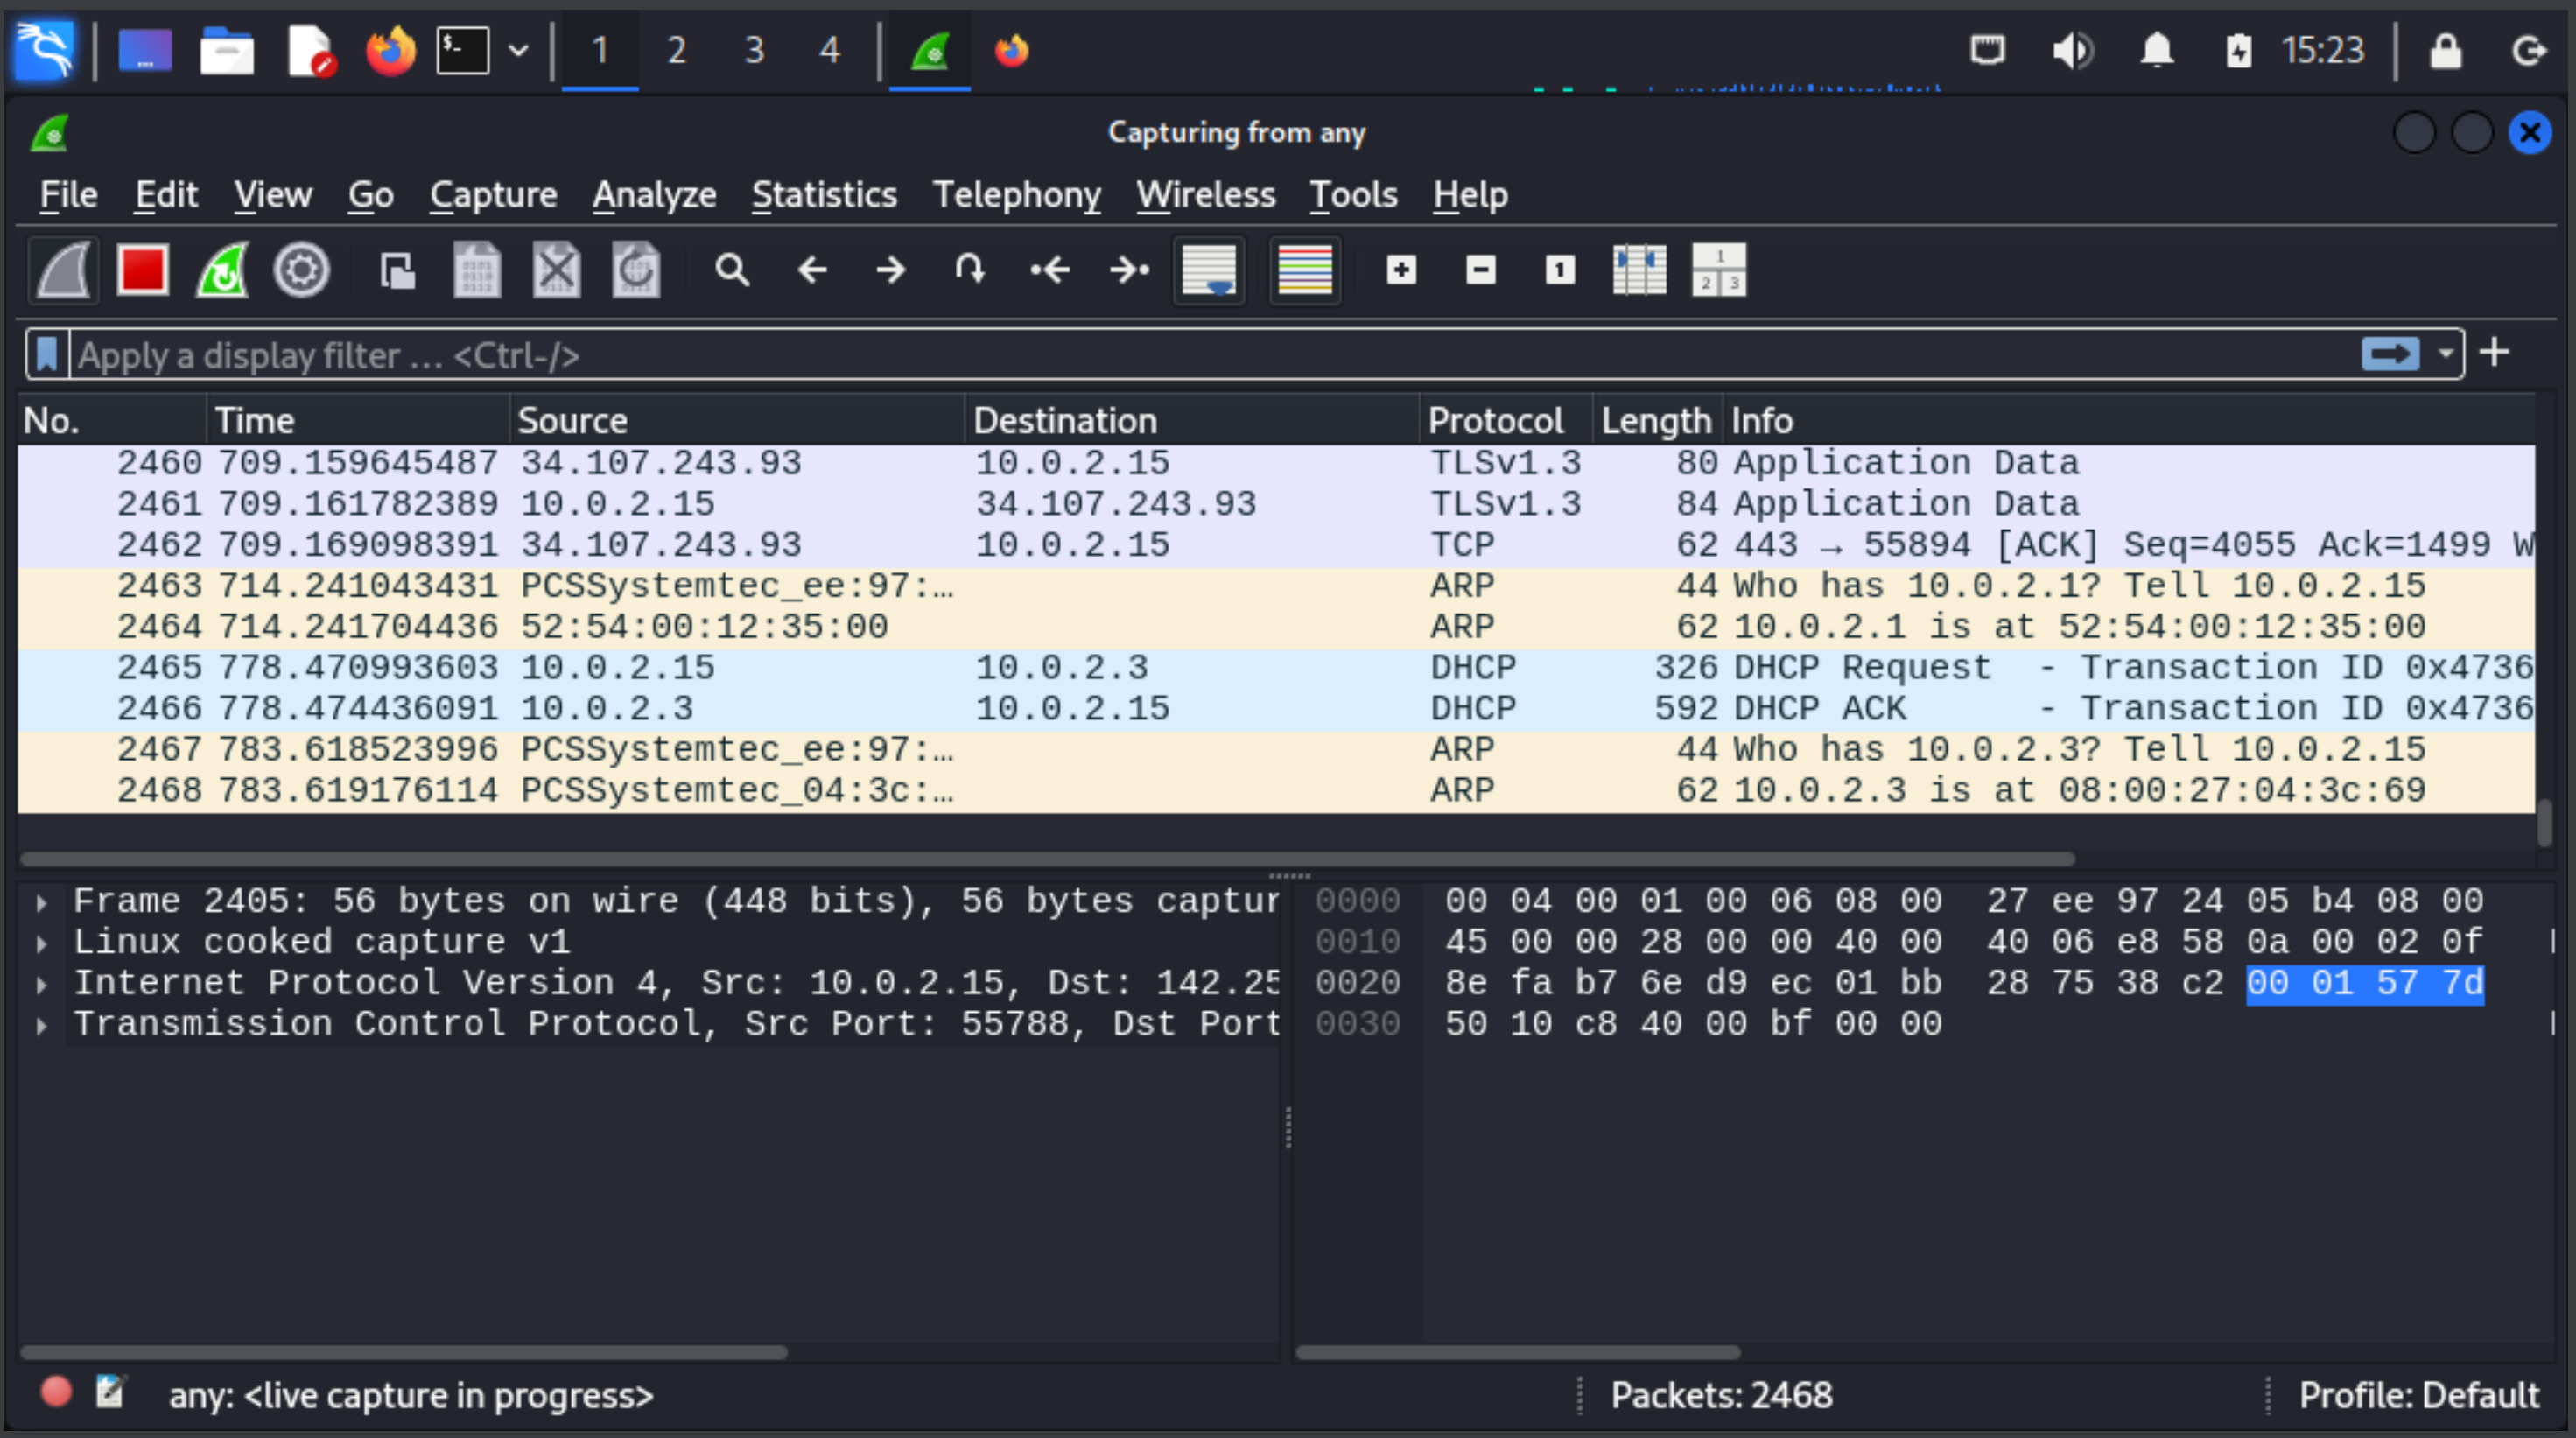 $-
1 2 3 4 15:23
Capturing from any
File Edit View Go Capture Analyze Statistics Telephony Wireless Tools Help
Apply a display filter … <Ctrl-/>
No. Time Source Destination Protocol Length Info
2460 709.159645487 34.107.243.93 10.0.2.15 TLSv1.3 80 Application Data
2461 709.161782389 10.0.2.15 34.107.243.93 TLSv1.3 84 Application Data
2462 709.169098391 34.107.243.93 10.0.2.15 TCP 62 443 → 55894 [ACK] Seq=4055 Ack=1499 W
2463 714.241043431 PCSSystemtec_ee:97:… ARP 44 Who has 10.0.2.1? Tell 10.0.2.15
2464 714.241704436 52:54:00:12:35:00 ARP 62 10.0.2.1 is at 52:54:00:12:35:00
2465 778.470993603 10.0.2.15 10.0.2.3 DHCP 326 DHCP Request - Transaction ID 0x4736
2466 778.474436091 10.0.2.3 10.0.2.15 DHCP 592 DHCP ACK - Transaction ID 0x4736
2467 783.618523996 PCSSystemtec_ee:97:… ARP 44 Who has 10.0.2.3? Tell 10.0.2.15
2468 783.619176114 PCSSystemtec_04:3c:… ARP 62 10.0.2.3 is at 08:00:27:04:3c:69
Frame 2405: 56 bytes on wire (448 bits), 56 bytes captur
Linux cooked capture v1
Internet Protocol Version 4, Src: 10.0.2.15, Dst: 142.25
Transmission Control Protocol, Src Port: 55788, Dst Port
0000 00 04 00 01 00 06 08 00 27 ee 97 24 05 b4 08 00
0010 45 00 00 28 00 00 40 00 40 06 e8 58 0a 00 02 0f
0020 8e fa b7 6e d9 ec 01 bb 28 75 38 c2 00 01 57 7d
0030 50 10 c8 40 00 bf 00 00
any: <live capture in progress> Packets: 2468 Profile: Default